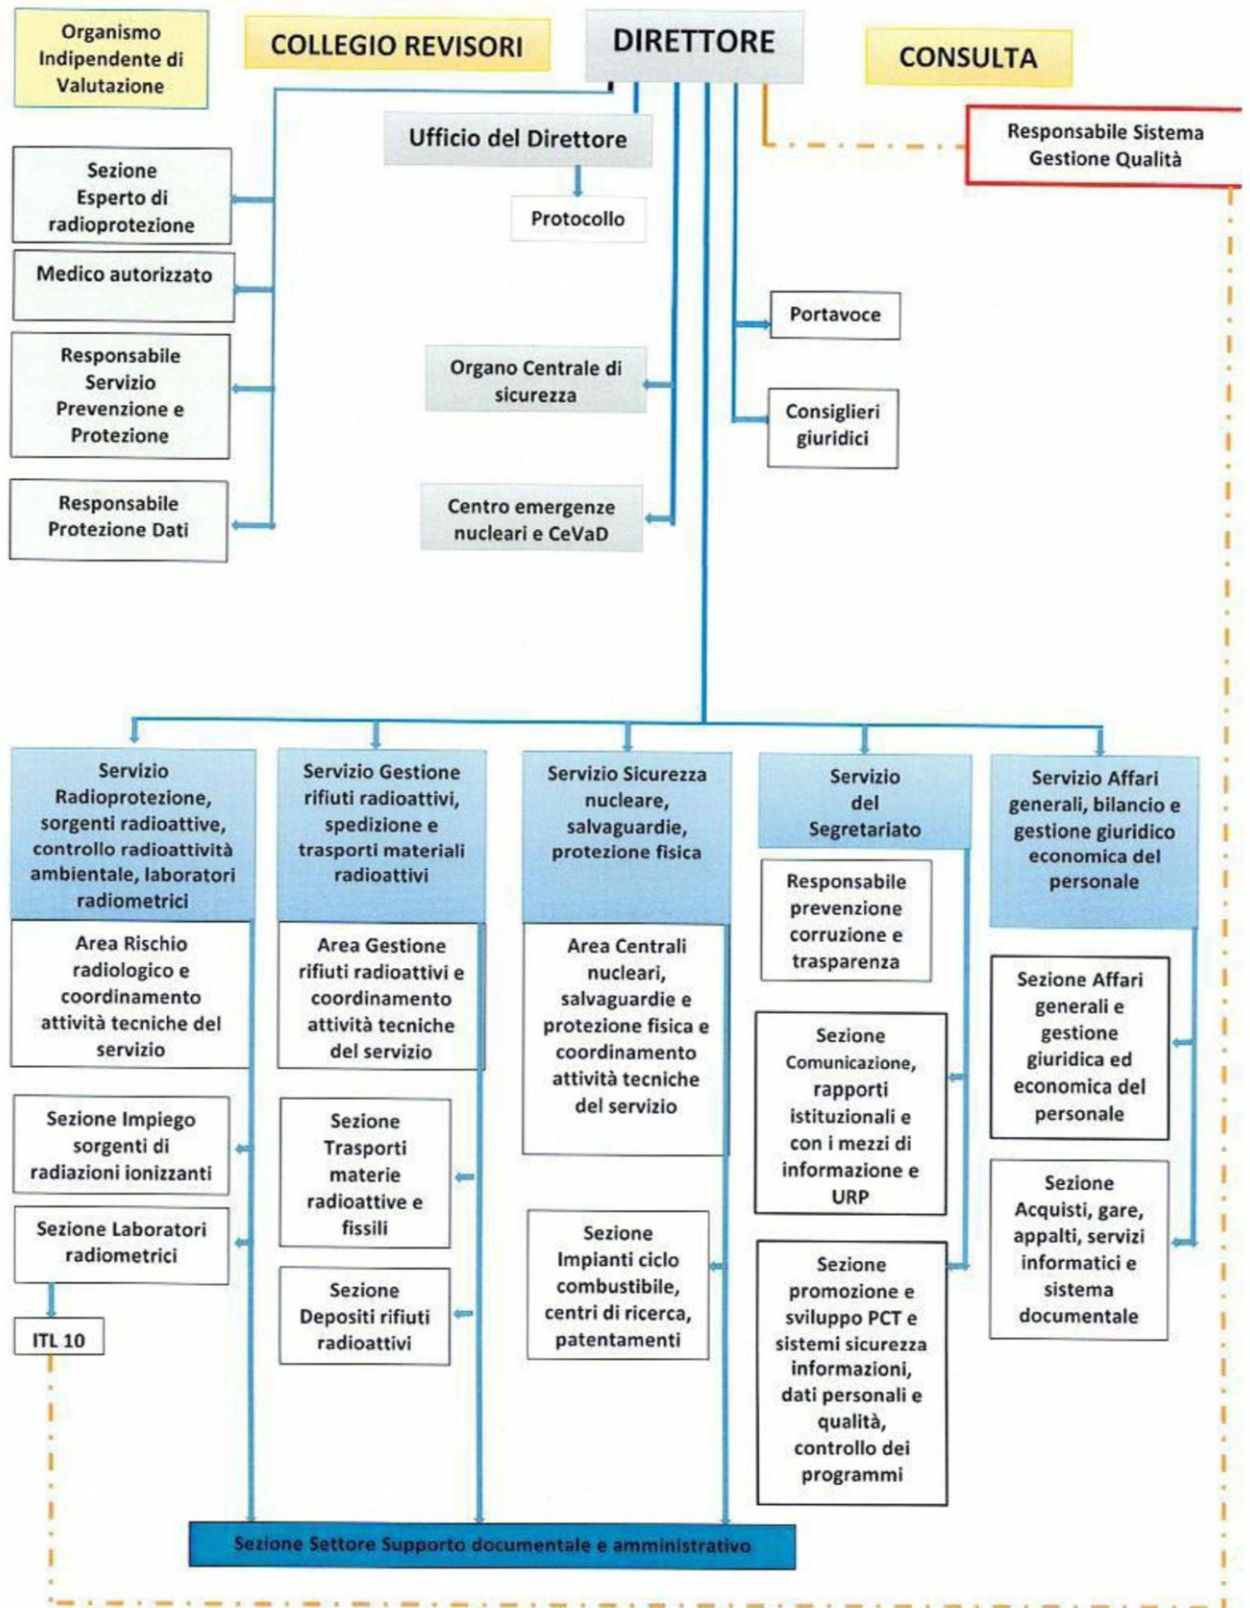 Organismo
Indipendente di
Valutazione
COLLEGIO REVISORI
DIRETTORE
CONSULTA
Responsabile Sistema
Gestione Qualità
Ufficio del Direttore
Protocollo
Sezione
Esperto di
radioprotezione
Medico autorizzato
Responsabile
Servizio
Prevenzione e
Protezione
Responsabile
Protezione Dati
Organo Centrale di
sicurezza
Centro emergenze
nucleari e CeVaD
Portavoce
Consiglieri
giuridici
Servizio
Radioprotezione,
sorgenti radioattive,
controllo radioattività
ambientale, laboratori
radiometrici
Area Rischio
radiologico e
coordinamento
attività tecniche del
servizio
Sezione Impiego
sorgenti di
radiazioni ionizzanti
Sezione Laboratori
radiometrici
ITL 10
Servizio Gestione
rifiuti radioattivi,
spedizione e
trasporti materiali
radioattivi
Area Gestione
rifiuti radioattivi e
coordinamento
attività tecniche
del servizio
Sezione
Trasporti
materie
radioattive e
fissili
Sezione
Depositi rifiuti
radioattivi
Servizio Sicurezza
nucleare,
salvaguardie,
protezione fisica
Area Centrali
nucleari,
salvaguardie e
protezione fisica e
coordinamento
attività tecniche
del servizio
Sezione
Impianti ciclo
combustibile,
centri di ricerca,
patentamenti
Servizio
del
Segretariato
Responsabile
prevenzione
corruzione e
trasparenza
Sezione
Comunicazione,
rapporti
istituzionali e
con i mezzi di
informazione e
URP
Sezione
promozione e
sviluppo PCT e
sistemi sicurezza
informazioni,
dati personali e
qualità,
controllo dei
programmi
Servizio Affari
generali, bilancio e
gestione giuridico
economica del
personale
Sezione Affari
generali e
gestione
giuridica ed
economica del
personale
Sezione
Acquisti, gare,
appalti, servizi
informatici e
sistema
documentale
Sezione Settore Supporto documentale e amministrativo